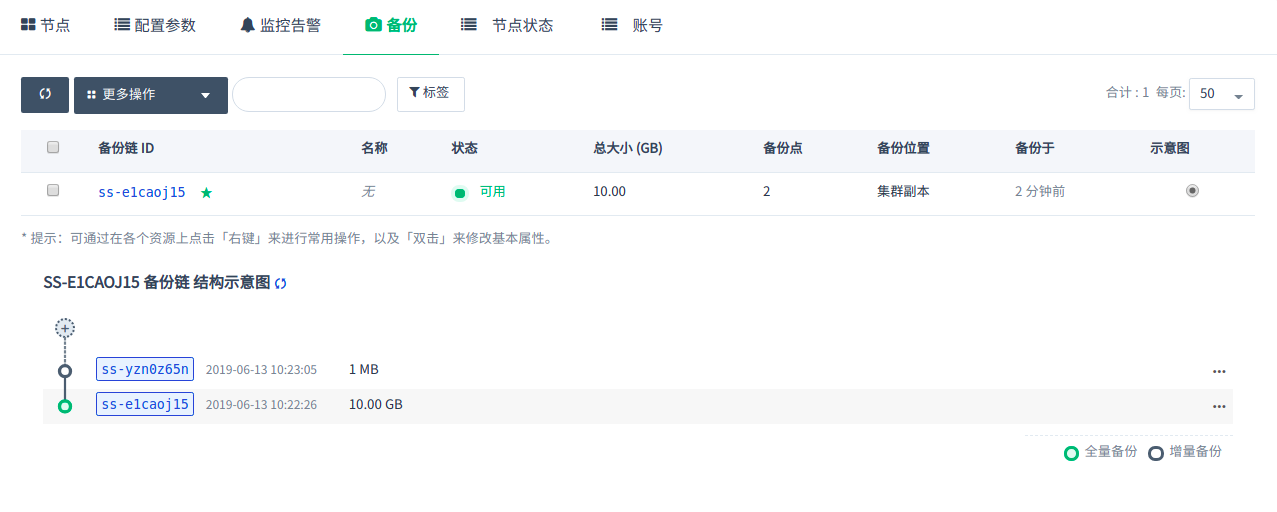 节点 配置参数 监控告警 备份 节点状态 账号
更多操作 标签 合计 : 1 每页: 50
备份链 ID 名称 状态 总大小 (GB) 备份点 备份位置 备份于 示意图
ss-e1caoj15 无 可用 10.00 2 集群副本 2 分钟前
* 提示：可通过在各个资源上点击「右键」来进行常用操作，以及「双击」来修改基本属性。
SS-E1CAOJ15 备份链 结构示意图
ss-yzn0z65n 2019-06-13 10:23:05 1 MB ...
ss-e1caoj15 2019-06-13 10:22:26 10.00 GB ...
全量备份 增量备份